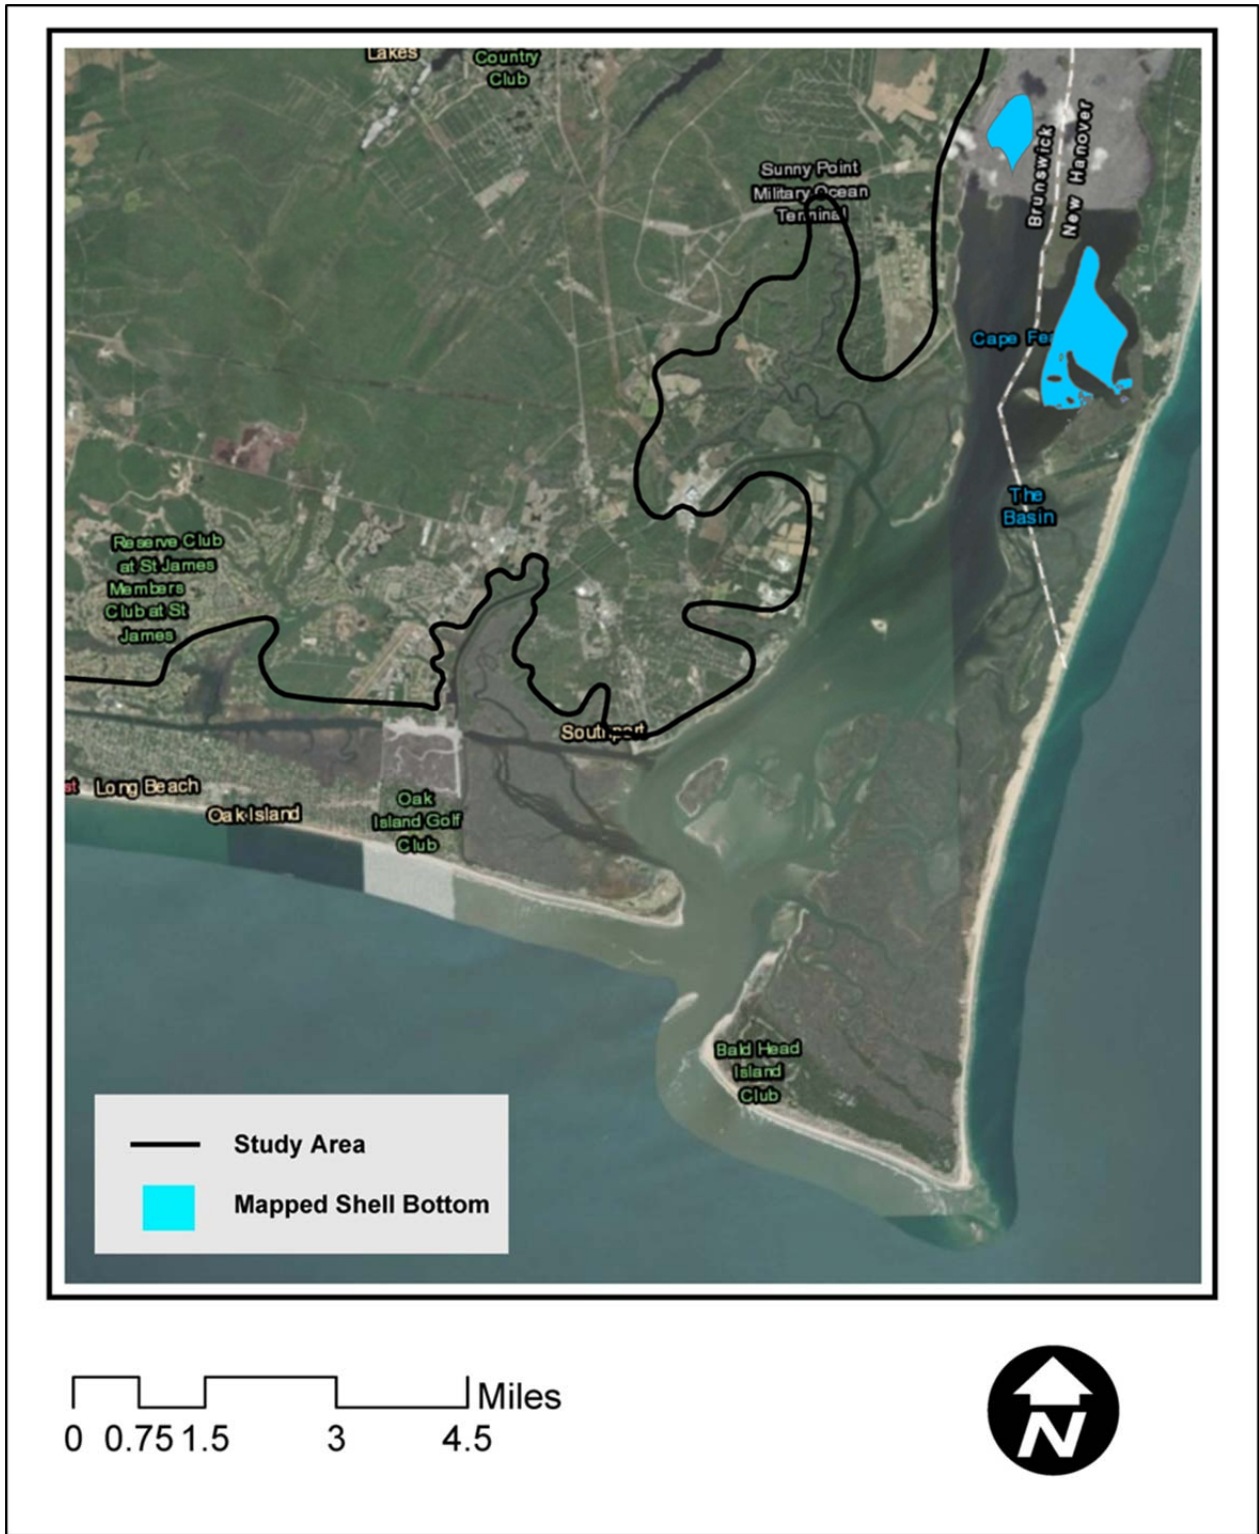 Lakes
Country
Club
Sunny Point
Military Ocean
Terminal
Brunswick
New Hanover
Cape Fe
The
Basin
Reserve Club
at St James
Members
Club at St
James
Southport
st Long Beach
Oak Island
Oak
Island Golf
Club
Bald Head
Island
Club
Study Area
Mapped Shell Bottom
Miles
0 0.75 1.5 3 4.5
N